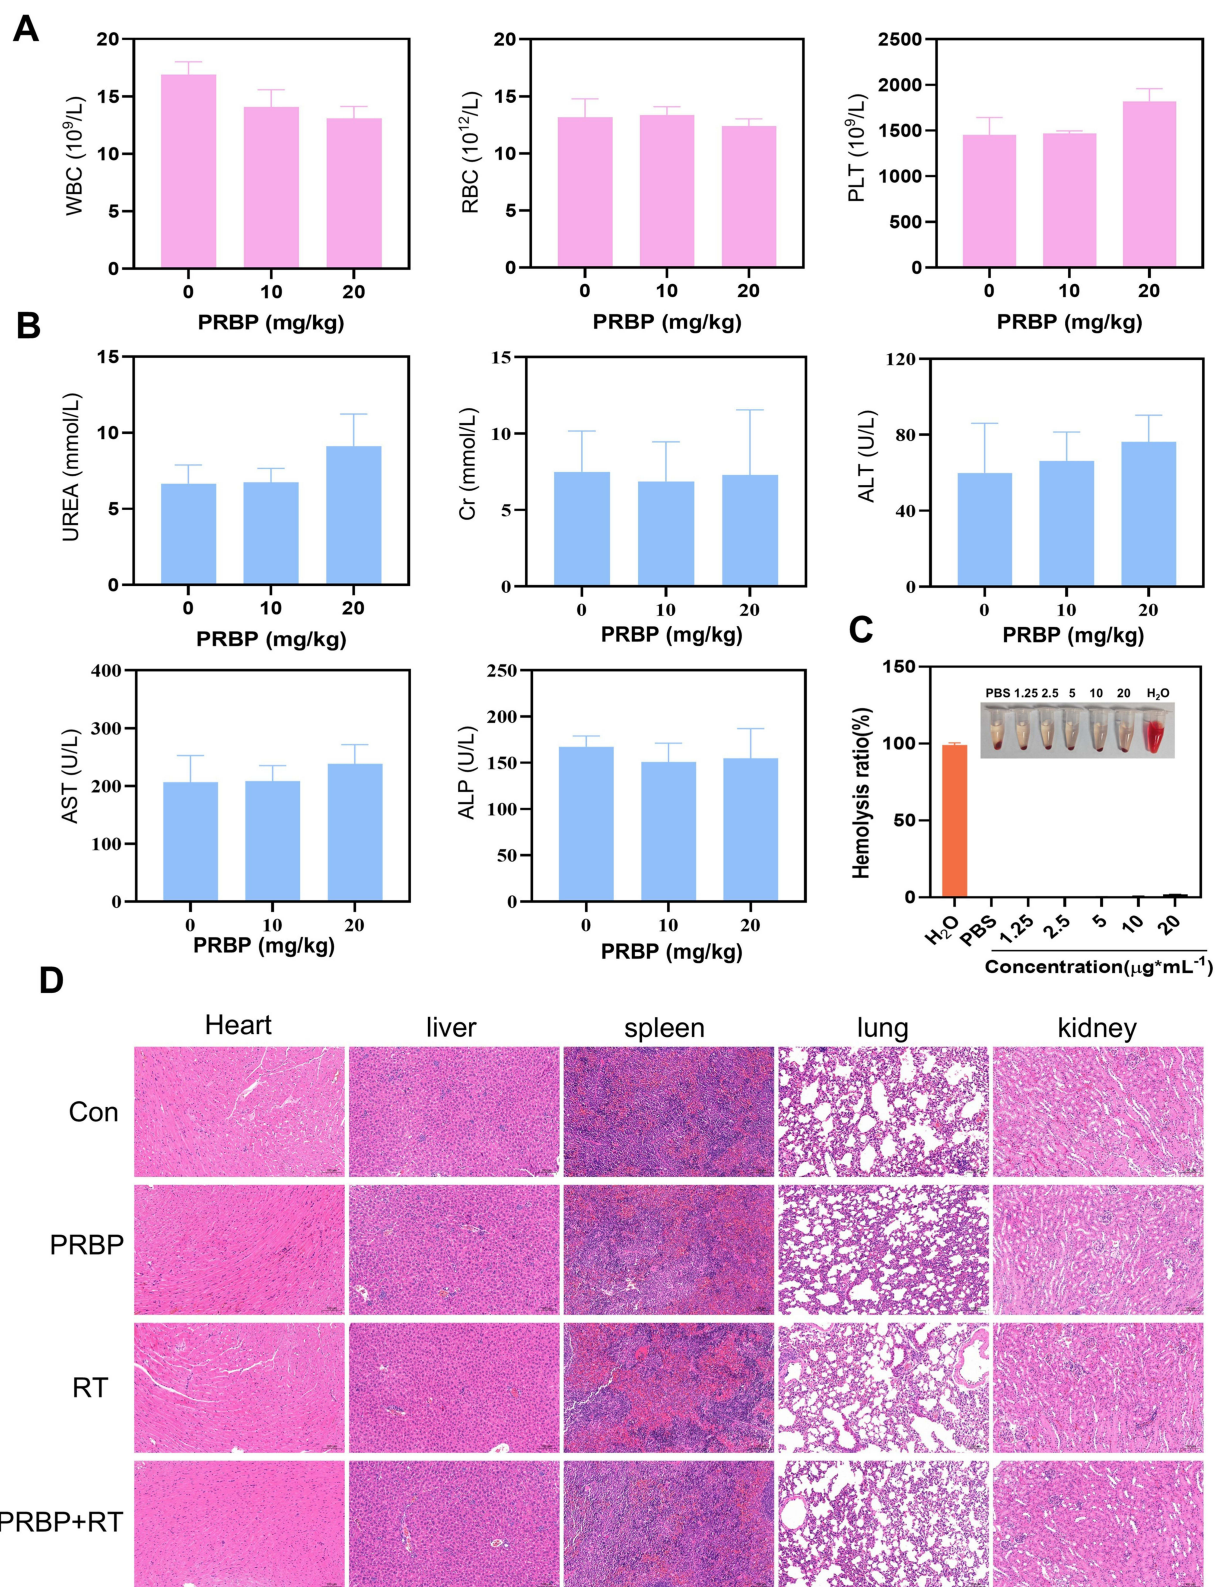 A
20
15
10
5
0
WBC (10⁹/L)
0 10 20
PRBP (mg/kg)
20
15
10
5
0
RBC (10¹²/L)
0 10 20
PRBP (mg/kg)
2500
2000
1500
1000
500
0
PLT (10⁹/L)
0 10 20
PRBP (mg/kg)
B
15
10
5
0
UREA (mmol/L)
0 10 20
PRBP (mg/kg)
15
10
5
0
Cr (mmol/L)
0 10 20
PRBP (mg/kg)
120
80
40
0
ALT (U/L)
0 10 20
PRBP (mg/kg)
400
300
200
100
0
AST (U/L)
0 10 20
PRBP (mg/kg)
250
200
150
100
50
0
ALP (U/L)
0 10 20
PRBP (mg/kg)
C
150
100
50
0
Hemolysis ratio(%)
PBS 1.25 2.5 5 10 20 H₂O
H₂O PBS 1.25 2.5 5 10 20
Concentration(μg*mL⁻¹)
D
Heart liver spleen lung kidney
Con
PRBP
RT
PRBP+RT